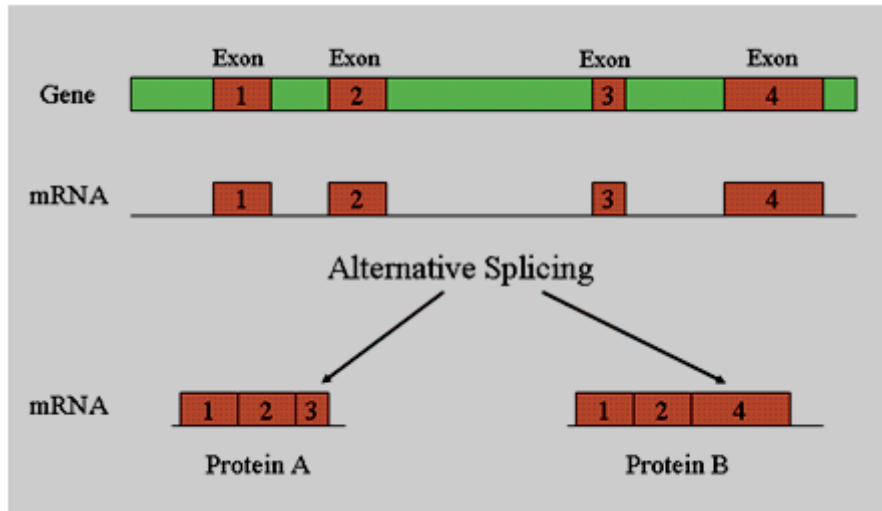 Exon Exon Exon Exon
Gene 1 2 3 4
mRNA 1 2 3 4
Alternative Splicing
mRNA 1 2 3 1 2 4
Protein A Protein B